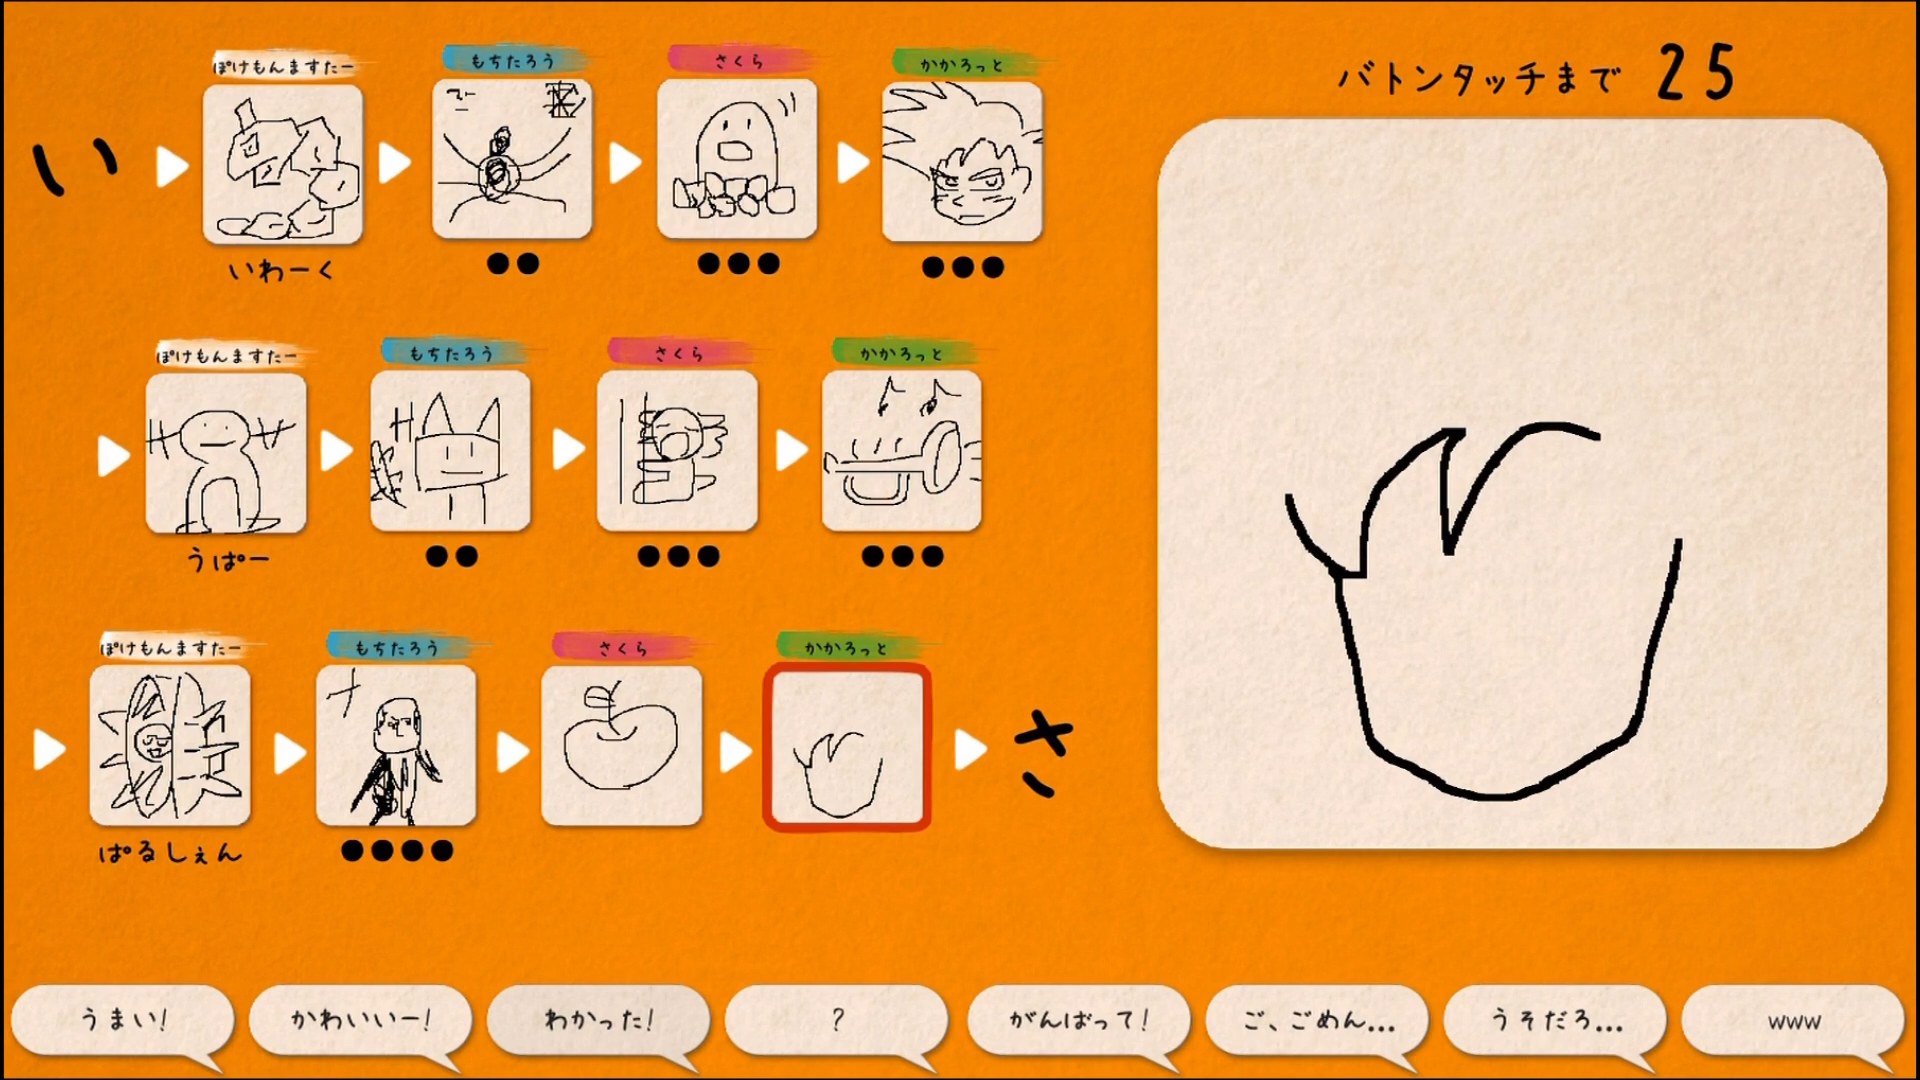 バトンタッチまで 25
い
ぽけもんますたー
もちたろう
さくら
かかろっと
いわーく
ぽけもんますたー
もちたろう
さくら
かかろっと
H
うぱー
ぽけもんますたー
もちたろう
さくら
かかろっと
さ
ぱるしぇん
うまい!
かわいいー!
わかった!
?
がんばって!
ご、ごめん...
うそだろ...
www